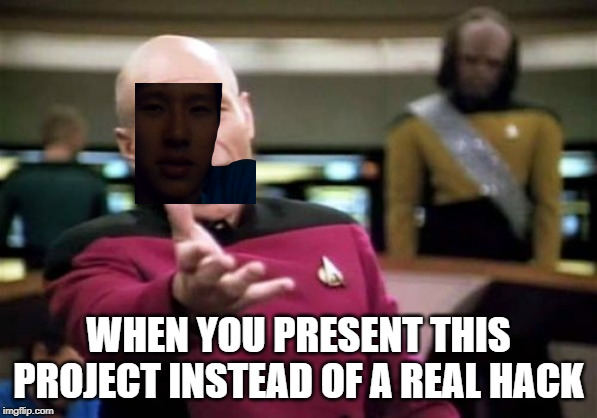 WHEN YOU PRESENT THIS
PROJECT INSTEAD OF A REAL HACK
imgflip.com